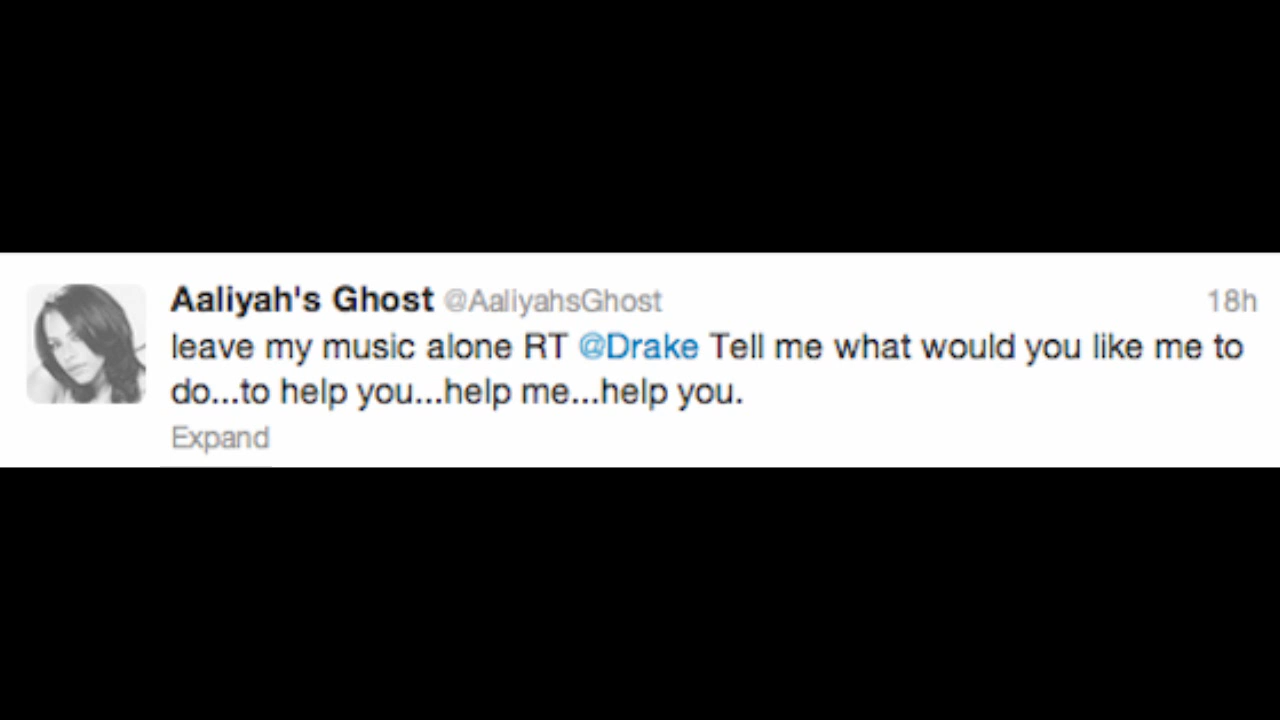 Aaliyah's Ghost @AaliyahsGhost 18h
leave my music alone RT @Drake Tell me what would you like me to
do...to help you...help me...help you.
Expand